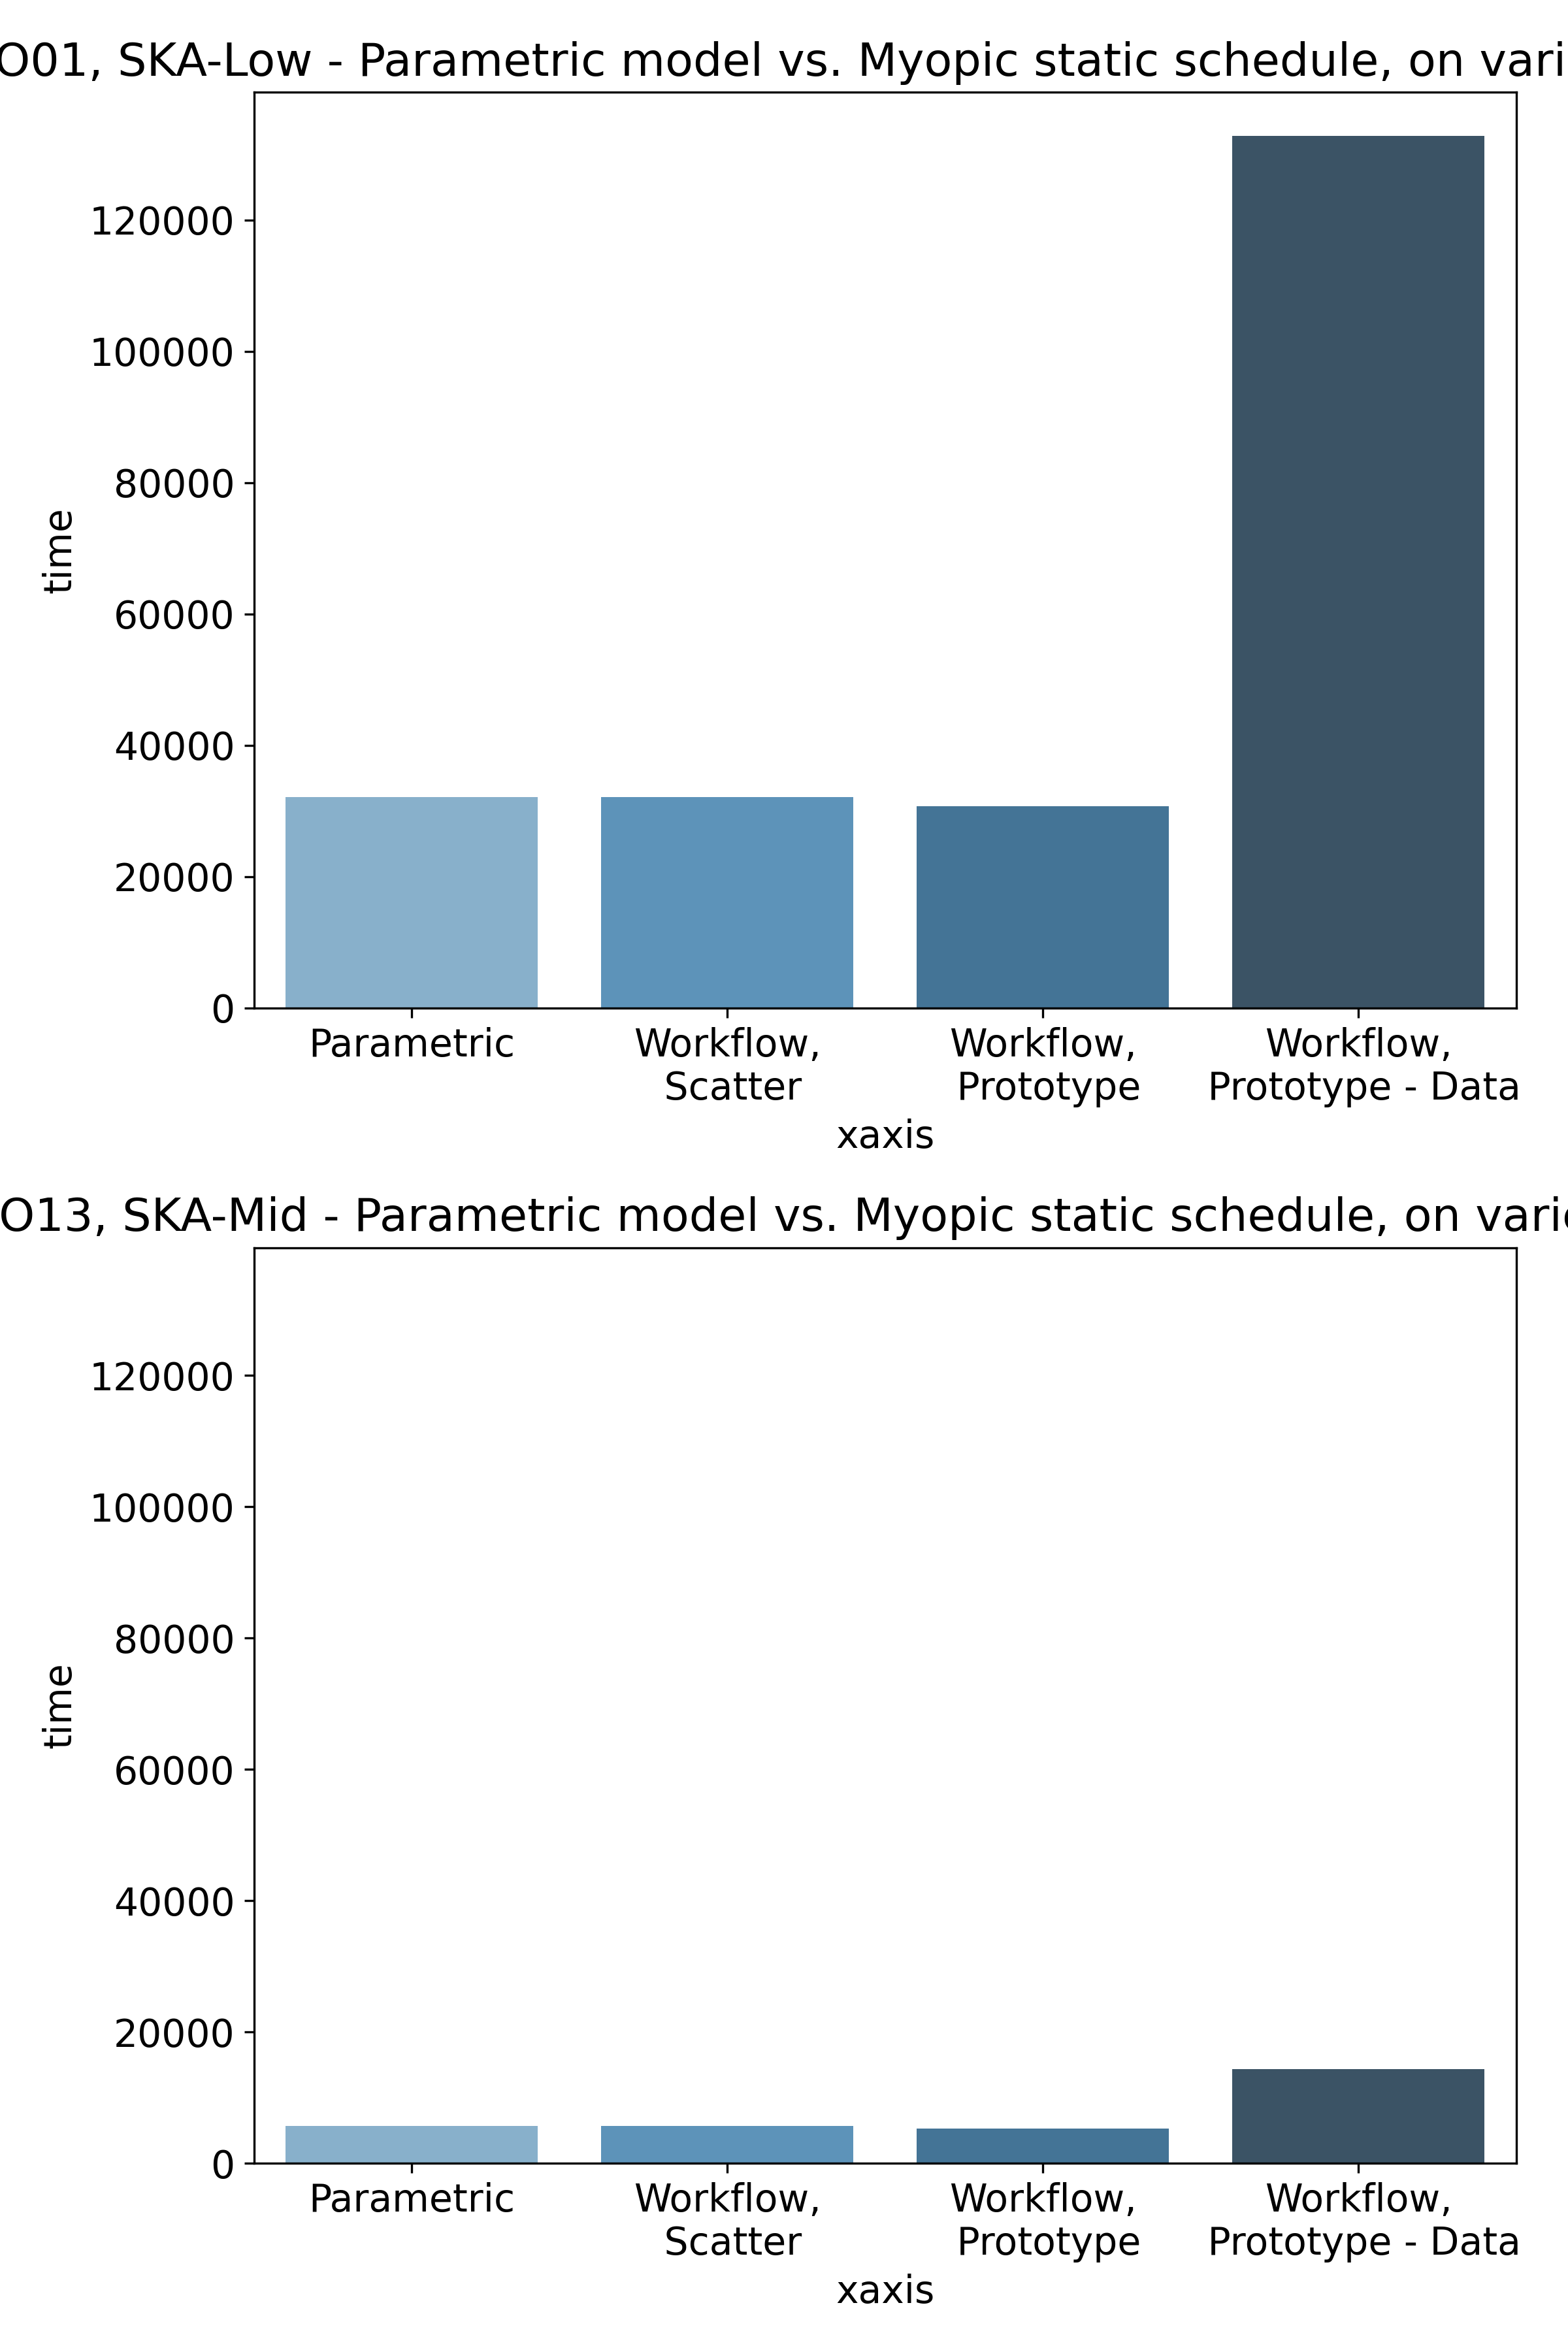 O01, SKA-Low - Parametric model vs. Myopic static schedule, on vari
120000
100000
80000
60000
40000
20000
0
time
Parametric
Workflow,
Scatter
Workflow,
Prototype
Workflow,
Prototype - Data
xaxis
O13, SKA-Mid - Parametric model vs. Myopic static schedule, on vari
120000
100000
80000
60000
40000
20000
0
time
Parametric
Workflow,
Scatter
Workflow,
Prototype
Workflow,
Prototype - Data
xaxis